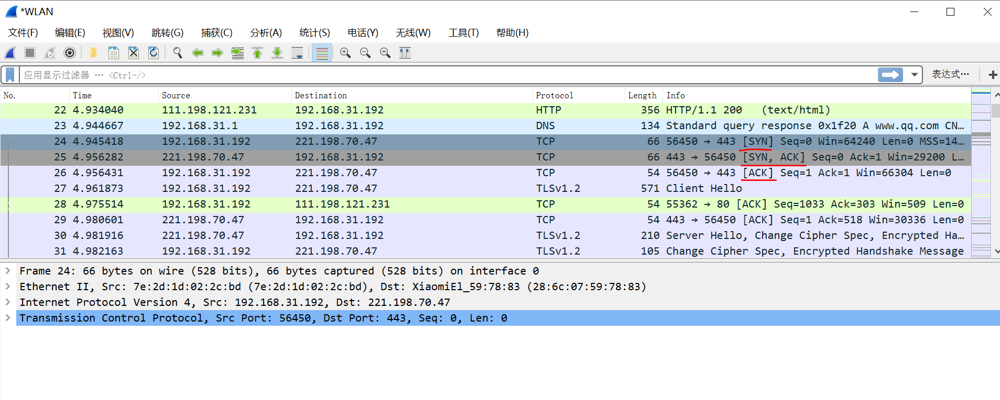 *WLAN
文件(F) 编辑(E) 视图(V) 跳转(G) 捕获(C) 分析(A) 统计(S) 电话(Y) 无线(W) 工具(T) 帮助(H)
应用显示过滤器 … <Ctrl-/> 表达式…
No. Time Source Destination Protocol Length Info
22 4.934040 111.198.121.231 192.168.31.192 HTTP 356 HTTP/1.1 200 (text/html)
23 4.944667 192.168.31.1 192.168.31.192 DNS 134 Standard query response 0x1f20 A www.qq.com CN…
24 4.945418 192.168.31.192 221.198.70.47 TCP 66 56450 → 443 [SYN] Seq=0 Win=64240 Len=0 MSS=14…
25 4.956282 221.198.70.47 192.168.31.192 TCP 66 443 → 56450 [SYN, ACK] Seq=0 Ack=1 Win=29200 L…
26 4.956431 192.168.31.192 221.198.70.47 TCP 54 56450 → 443 [ACK] Seq=1 Ack=1 Win=66304 Len=0
27 4.961873 192.168.31.192 221.198.70.47 TLSv1.2 571 Client Hello
28 4.975514 192.168.31.192 111.198.121.231 TCP 54 55362 → 80 [ACK] Seq=1033 Ack=303 Win=509 Len=0
29 4.980601 221.198.70.47 192.168.31.192 TCP 54 443 → 56450 [ACK] Seq=1 Ack=518 Win=30336 Len=0
30 4.981916 221.198.70.47 192.168.31.192 TLSv1.2 210 Server Hello, Change Cipher Spec, Encrypted Ha…
31 4.982163 192.168.31.192 221.198.70.47 TLSv1.2 105 Change Cipher Spec, Encrypted Handshake Message
Frame 24: 66 bytes on wire (528 bits), 66 bytes captured (528 bits) on interface 0
Ethernet II, Src: 7e:2d:1d:02:2c:bd (7e:2d:1d:02:2c:bd), Dst: XiaomiEl_59:78:83 (28:6c:07:59:78:83)
Internet Protocol Version 4, Src: 192.168.31.192, Dst: 221.198.70.47
Transmission Control Protocol, Src Port: 56450, Dst Port: 443, Seq: 0, Len: 0